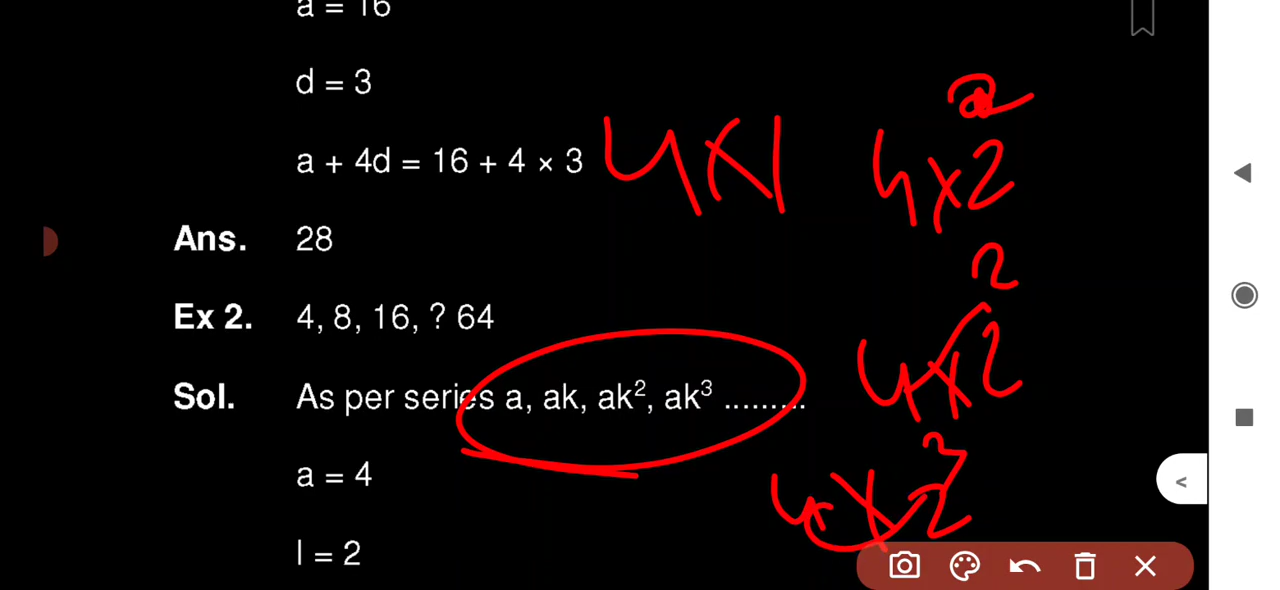 a = 16
d = 3
a + 4d = 16 + 4 × 3 4×1 4×2
Ans. 28
Ex 2. 4, 8, 16, ? 64
Sol. As per series a, ak, ak², ak³ ......... 4×2²
a = 4 4×2³
l = 2
<